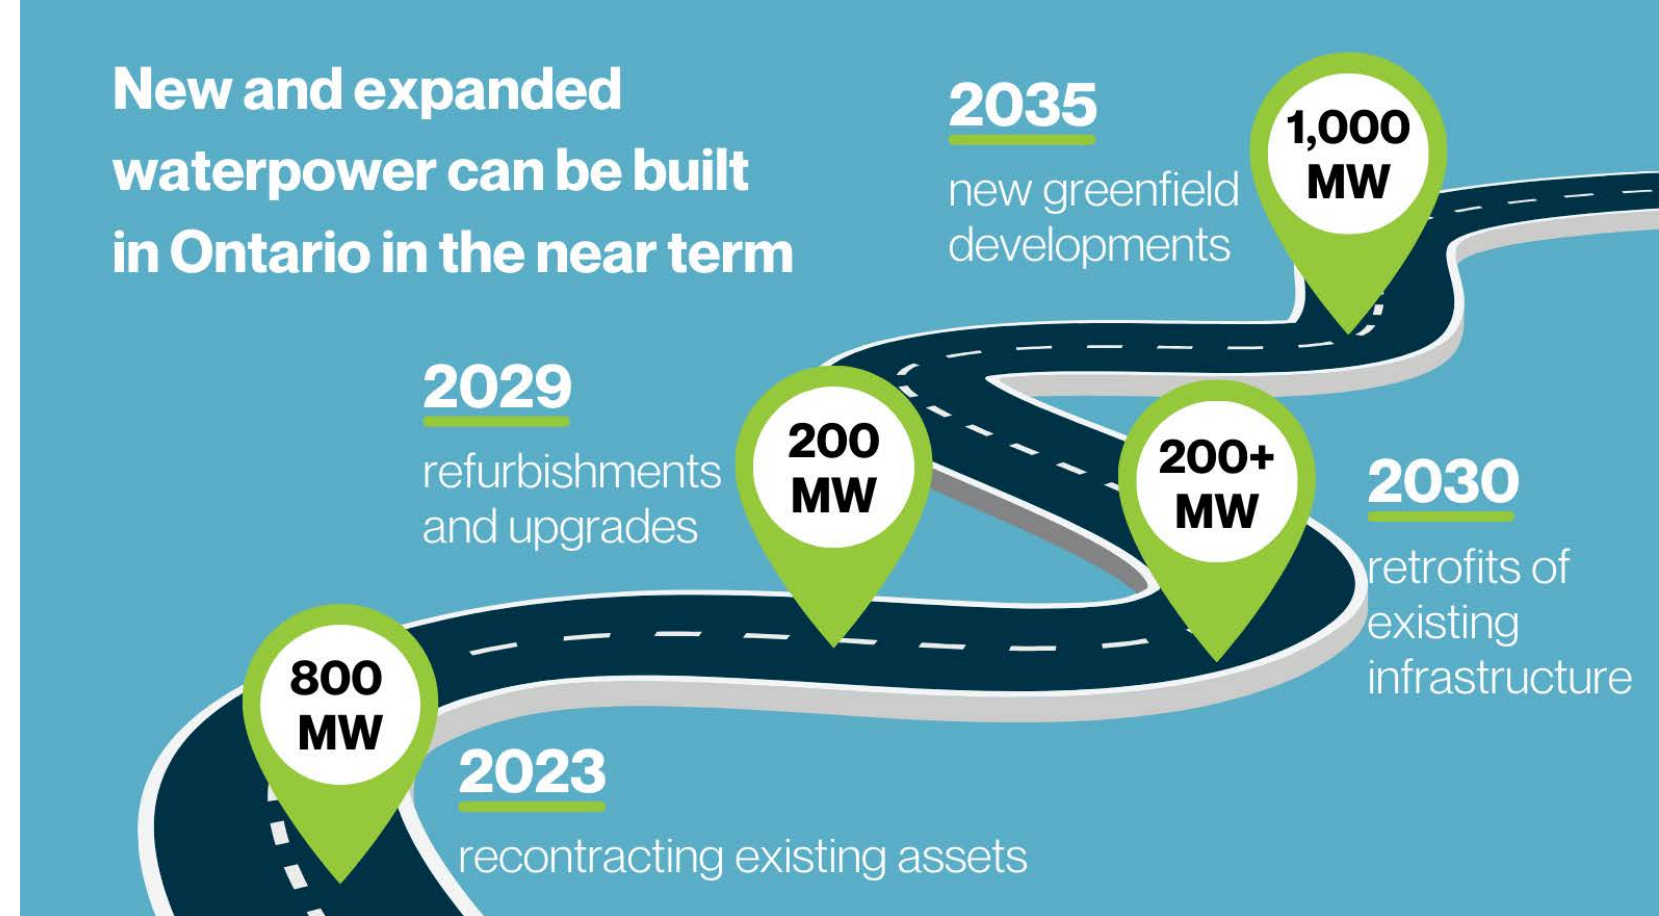 New and expanded
waterpower can be built
in Ontario in the near term
2035
new greenfield
developments
1,000
MW
2029
refurbishments
and upgrades
200
MW
200+
MW
2030
retrofits of
existing
infrastructure
800
MW
2023
recontracting existing assets